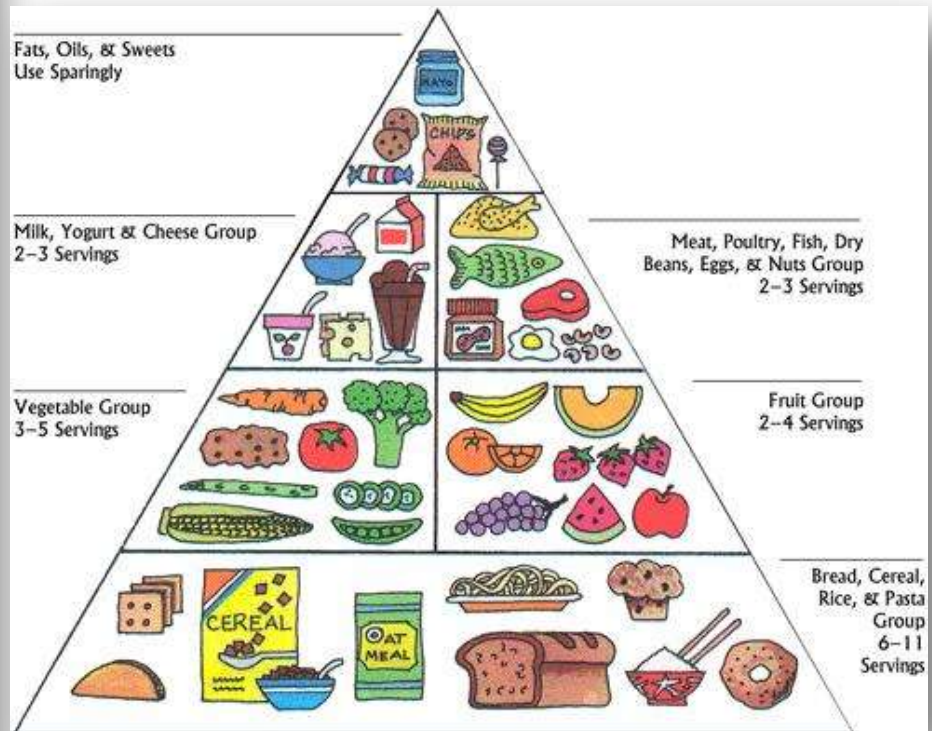 Fats, Oils, & Sweets
Use Sparingly
MAYO
CHIPS
Milk, Yogurt & Cheese Group
2–3 Servings
Meat, Poultry, Fish, Dry
Beans, Eggs, & Nuts Group
2–3 Servings
Vegetable Group
3–5 Servings
Fruit Group
2–4 Servings
Bread, Cereal,
Rice, & Pasta
Group
6–11
Servings
CEREAL
OAT
MEAL